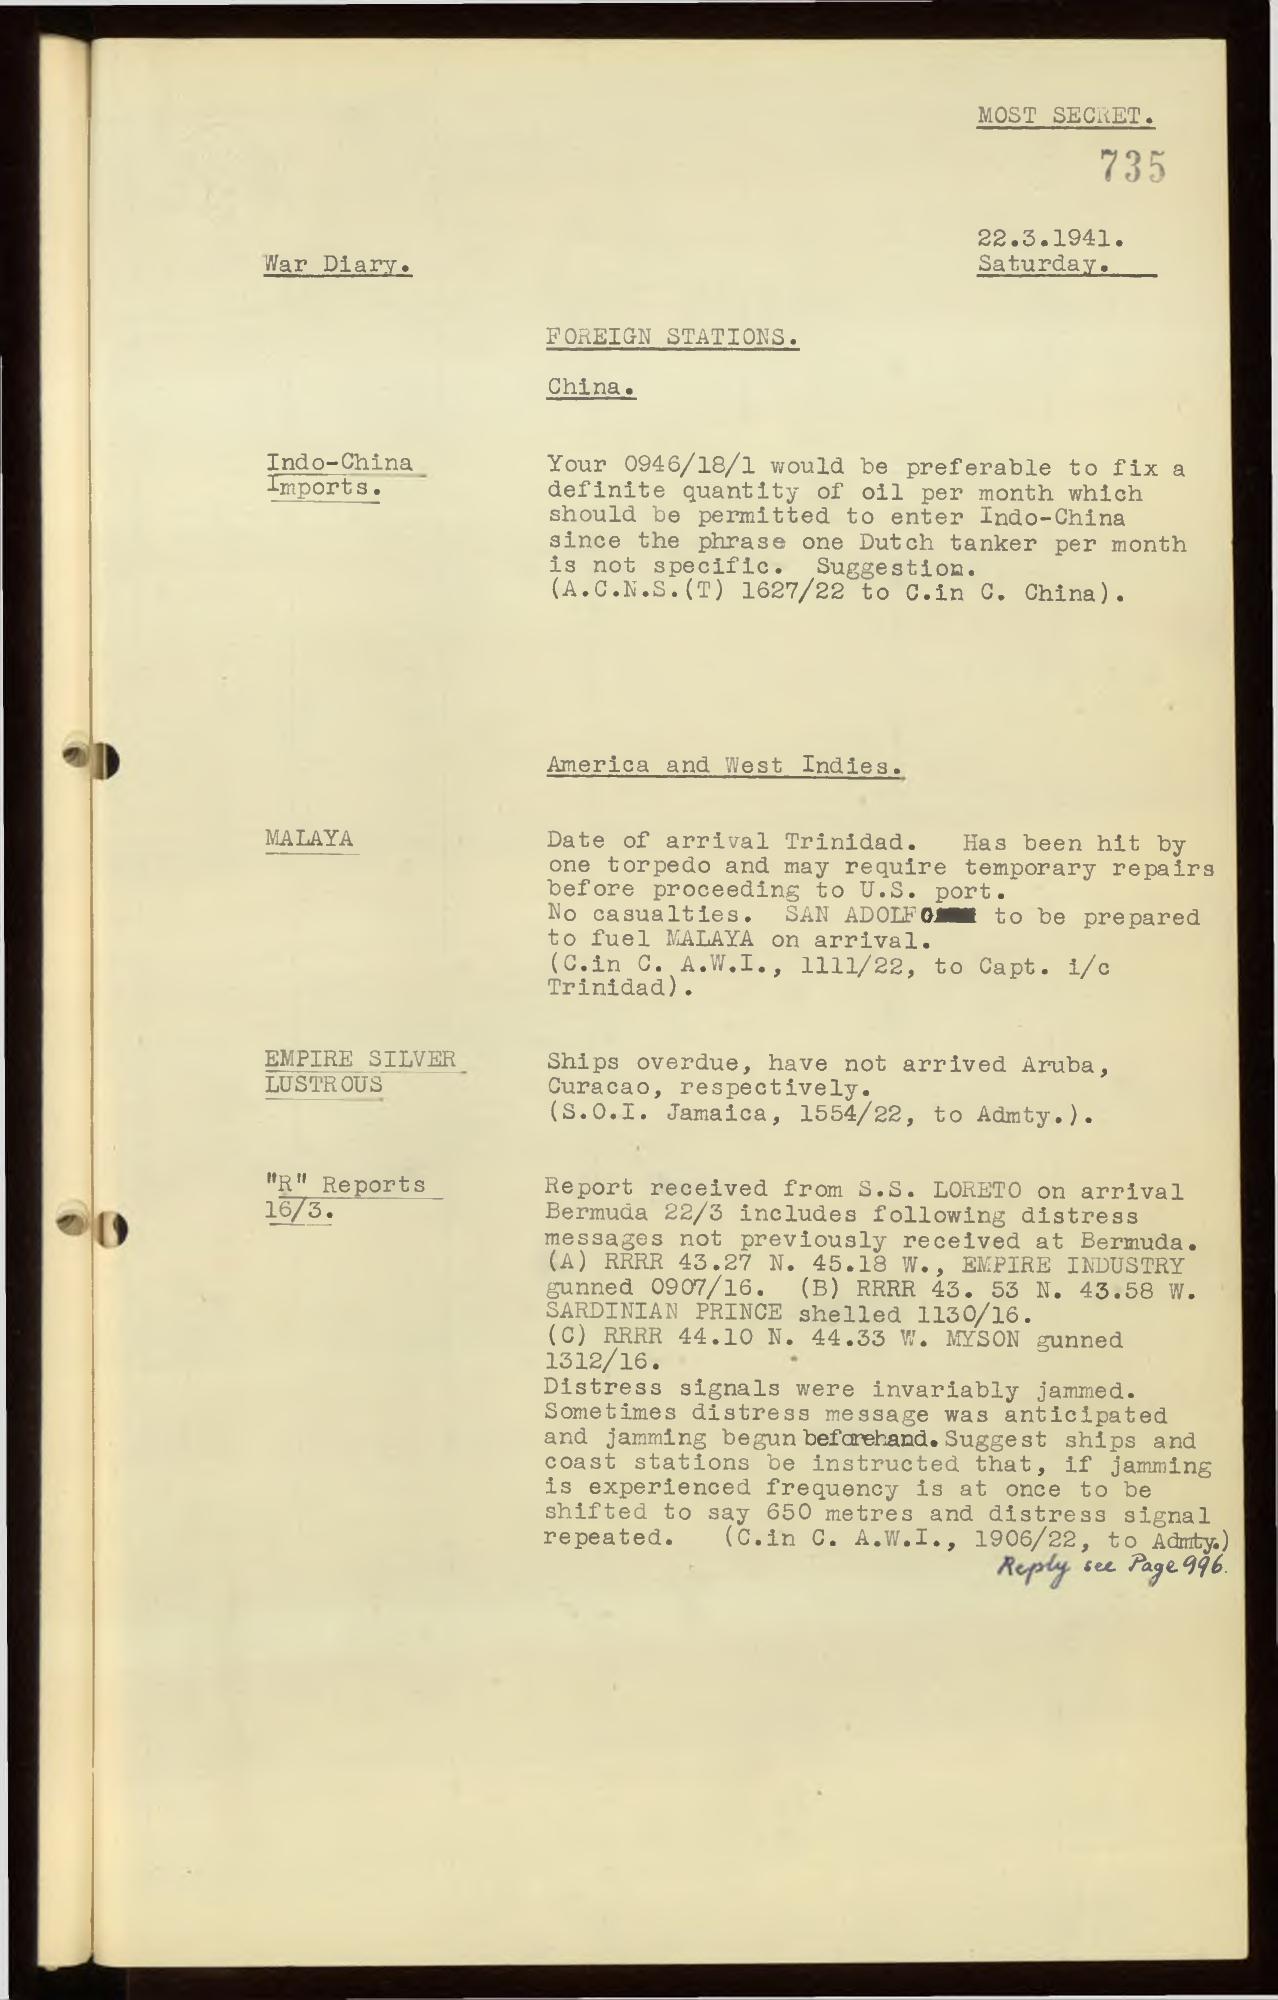 MOST SECRET.
735
22.3.1941.
War Diary.
Saturday.
FOREIGN STATIONS.
China.
Indo-China
Imports.
Your 0946/18/1 would be preferable to fix a
definite quantity of oil per month which
should be permitted to enter Indo-China
since the phrase one Dutch tanker per month
is not specific. Suggestion.
(A.C.N.S.(T) 1627/22 to C.in C. China).
America and West Indies.
MALAYA
Date of arrival Trinidad. Has been hit by
one torpedo and may require temporary repairs
before proceeding to U.S. port.
No casualties. SAN ADOLFO to be prepared
to fuel MALAYA on arrival.
(C.in C. A.W.I., 1111/22, to Capt. i/c
Trinidad).
EMPIRE SILVER
LUSTROUS
Ships overdue, have not arrived Aruba,
Curacao, respectively.
(S.O.I. Jamaica, 1554/22, to Admty.).
"R" Reports
16/3.
Report received from S.S. LORETO on arrival
Bermuda 22/3 includes following distress
messages not previously received at Bermuda.
(A) RRRR 43.27 N. 45.18 W., EMPIRE INDUSTRY
gunned 0907/16. (B) RRRR 43. 53 N. 43.58 W.
SARDINIAN PRINCE shelled 1130/16.
(C) RRRR 44.10 N. 44.33 W. MYSON gunned
1312/16.
Distress signals were invariably jammed.
Sometimes distress message was anticipated
and jamming begun beforehand. Suggest ships and
coast stations be instructed that, if jamming
is experienced frequency is at once to be
shifted to say 650 metres and distress signal
repeated. (C.in C. A.W.I., 1906/22, to Admty.)
Reply see Page 996.